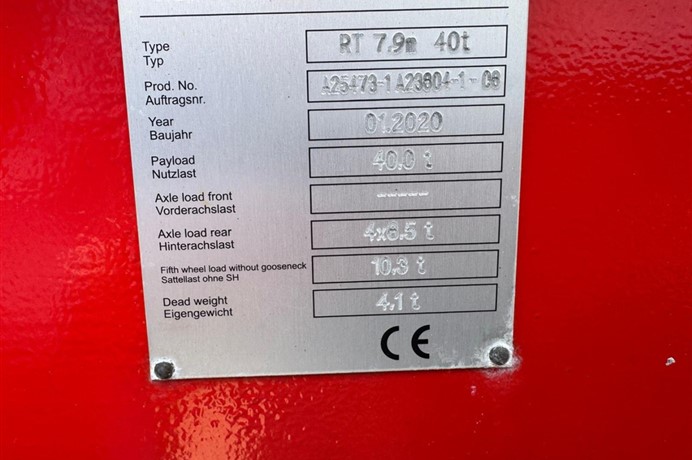 Type RT 7.9m 40t
Typ
Prod. No. A25473-1 A23604-1-06
Auftragsnr.
Year 01.2020
Baujahr
Payload 40.0 t
Nutzlast
Axle load front -----
Vorderachslast
Axle load rear 4x8.5 t
Hinterachslast
Fifth wheel load without gooseneck 10.3 t
Sattellast ohne SH
Dead weight 4.1 t
Eigengewicht
CE